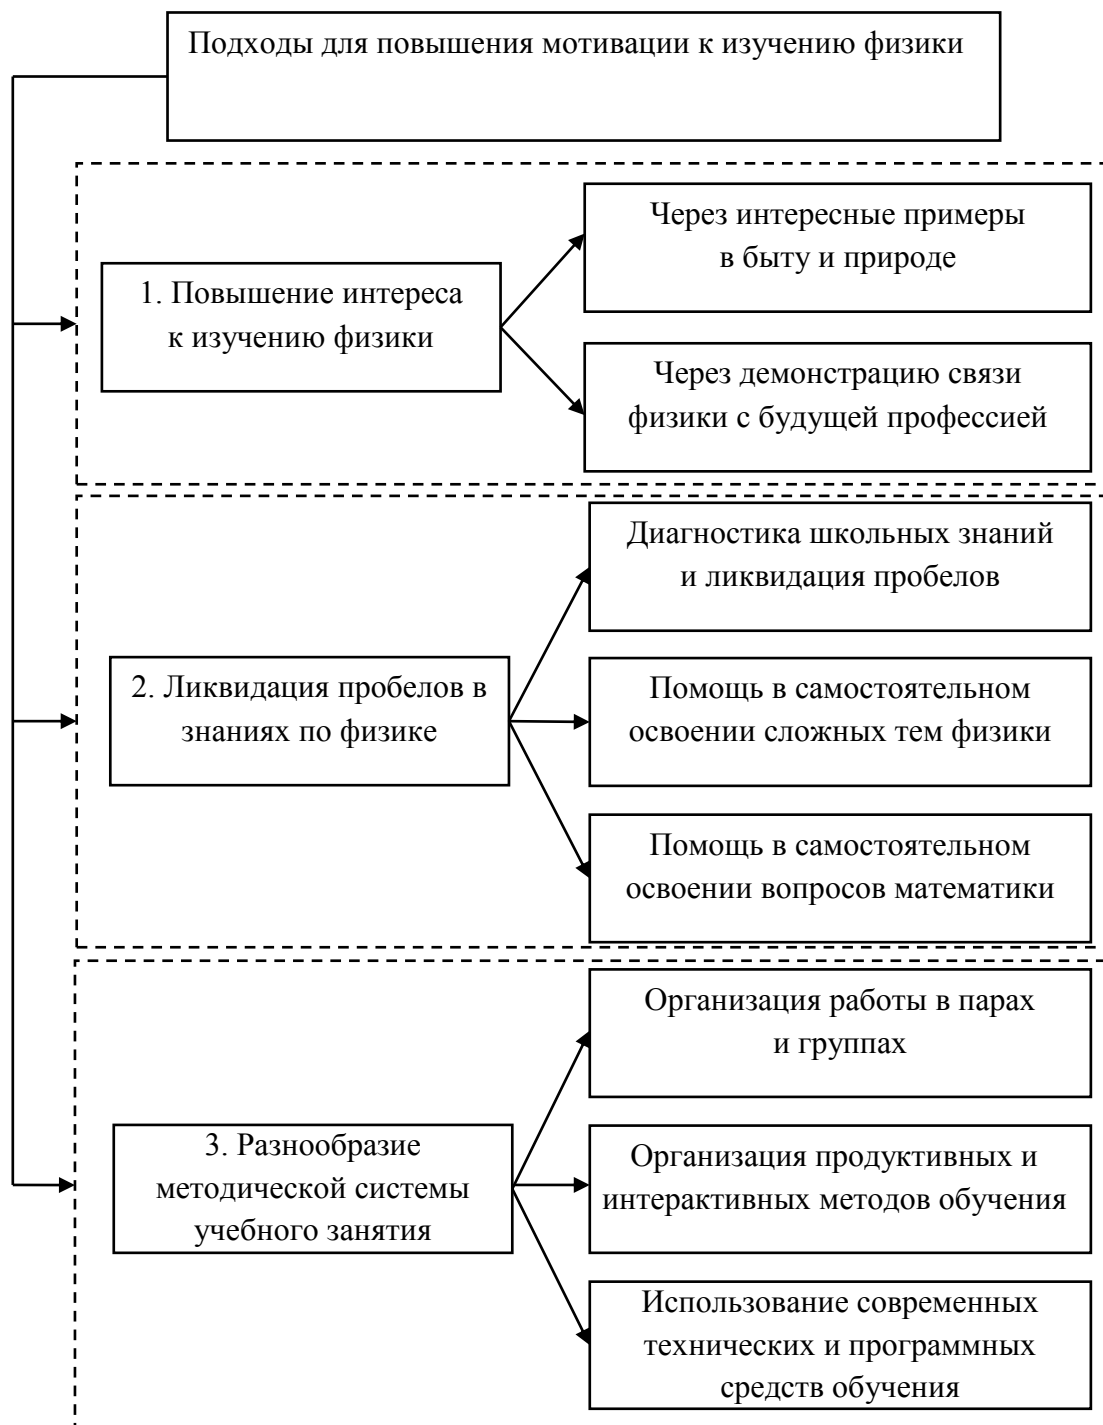 Подходы для повышения мотивации к изучению физики
1. Повышение интереса
к изучению физики
Через интересные примеры
в быту и природе
Через демонстрацию связи
физики с будущей профессией
2. Ликвидация пробелов в
знаниях по физике
Диагностика школьных знаний
и ликвидация пробелов
Помощь в самостоятельном
освоении сложных тем физики
Помощь в самостоятельном
освоении вопросов математики
3. Разнообразие
методической системы
учебного занятия
Организация работы в парах
и группах
Организация продуктивных и
интерактивных методов обучения
Использование современных
технических и программных
средств обучения